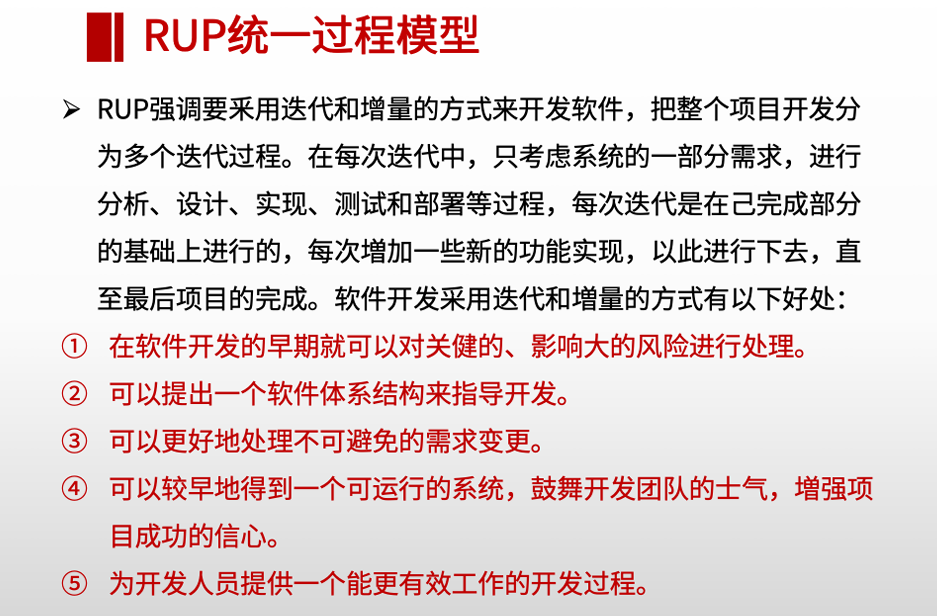 RUP统一过程模型
➢ RUP强调要采用迭代和增量的方式来开发软件，把整个项目开发分
为多个迭代过程。在每次迭代中，只考虑系统的一部分需求，进行
分析、设计、实现、测试和部署等过程，每次迭代是在己完成部分
的基础上进行的，每次增加一些新的功能实现，以此进行下去，直
至最后项目的完成。软件开发采用迭代和增量的方式有以下好处：
① 在软件开发的早期就可以对关健的、影响大的风险进行处理。
② 可以提出一个软件体系结构来指导开发。
③ 可以更好地处理不可避免的需求变更。
④ 可以较早地得到一个可运行的系统，鼓舞开发团队的士气，增强项
目成功的信心。
⑤ 为开发人员提供一个能更有效工作的开发过程。